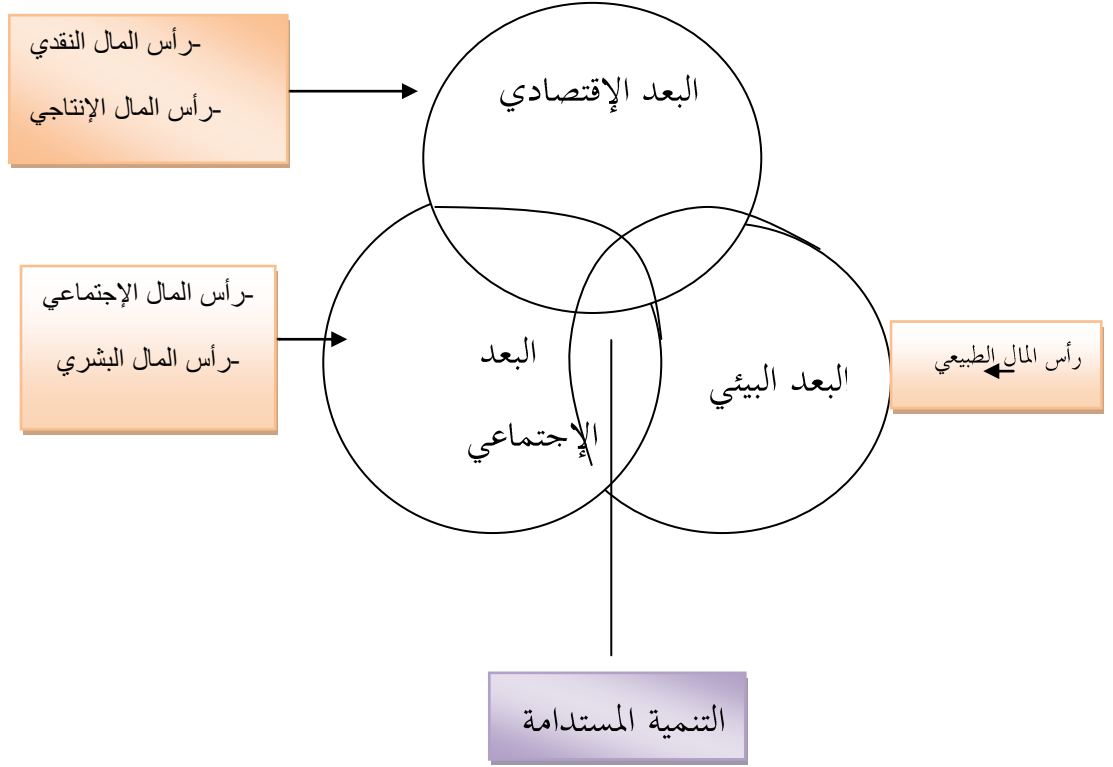 -رأس المال النقدي
-رأس المال الإنتاجي
البعد الإقتصادي
-رأس المال الإجتماعي
-رأس المال البشري
البعد
الإجتماعي
البعد البيئي
رأس المال الطبيعي
التنمية المستدامة